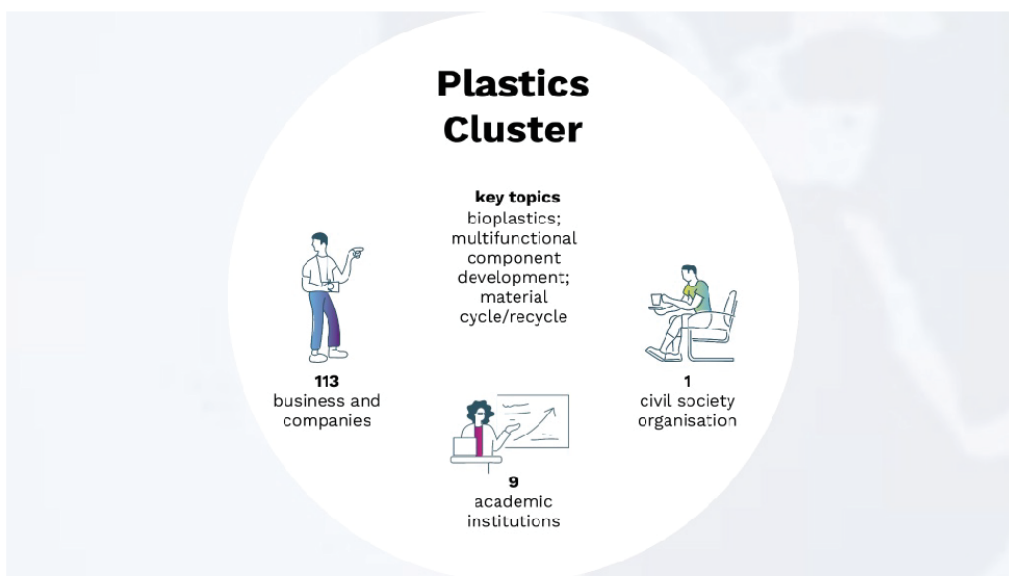 Plastics
Cluster
key topics
bioplastics;
multifunctional
component
development;
material
cycle/recycle
113
business and
companies
9
academic
institutions
1
civil society
organisation